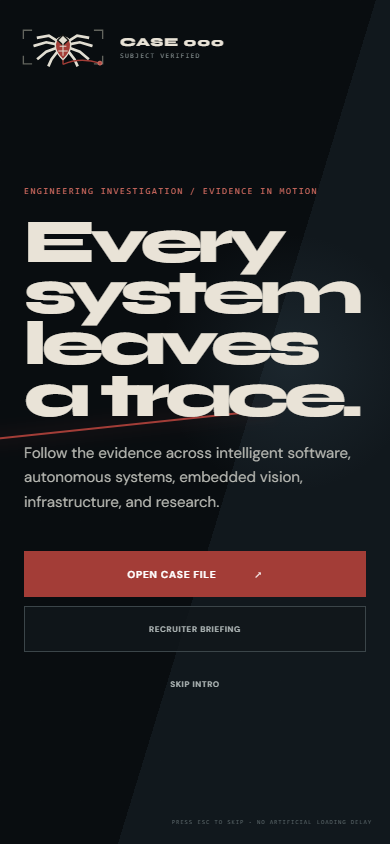 CASE 000
SUBJECT VERIFIED
ENGINEERING INVESTIGATION / EVIDENCE IN MOTION
Every
system
leaves
a trace.
Follow the evidence across intelligent software,
autonomous systems, embedded vision,
infrastructure, and research.
OPEN CASE FILE ↗
RECRUITER BRIEFING
SKIP INTRO
PRESS ESC TO SKIP · NO ARTIFICIAL LOADING DELAY